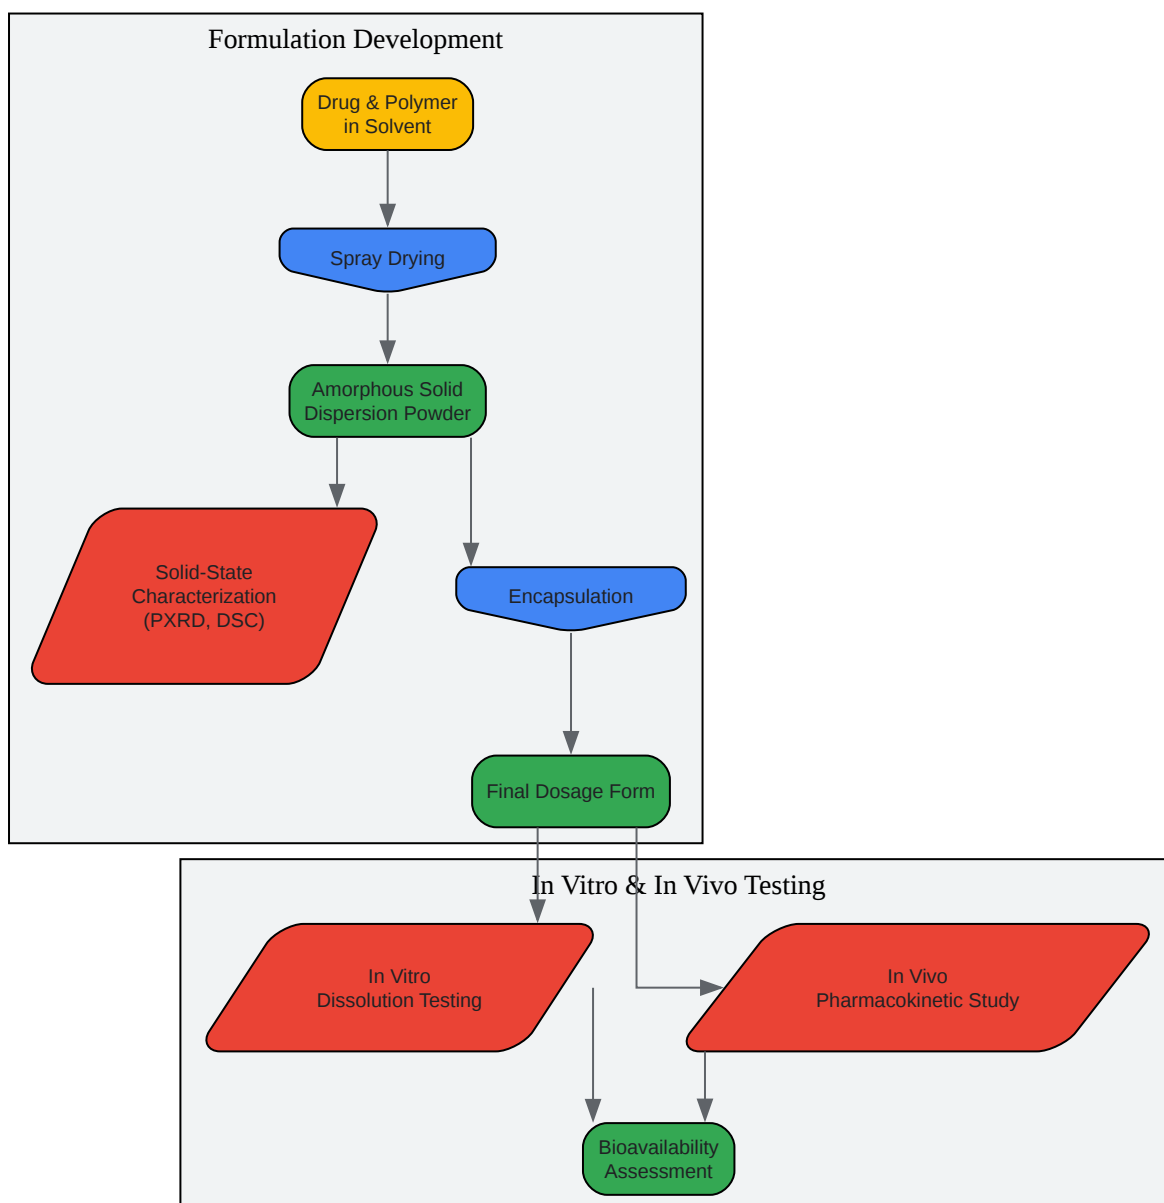 Formulation Development
Drug & Polymer
in Solvent
Spray Drying
Amorphous Solid
Dispersion Powder
Solid-State
Characterization
(PXRD, DSC)
Encapsulation
Final Dosage Form
In Vitro & In Vivo Testing
In Vitro
Dissolution Testing
In Vivo
Pharmacokinetic Study
Bioavailability
Assessment